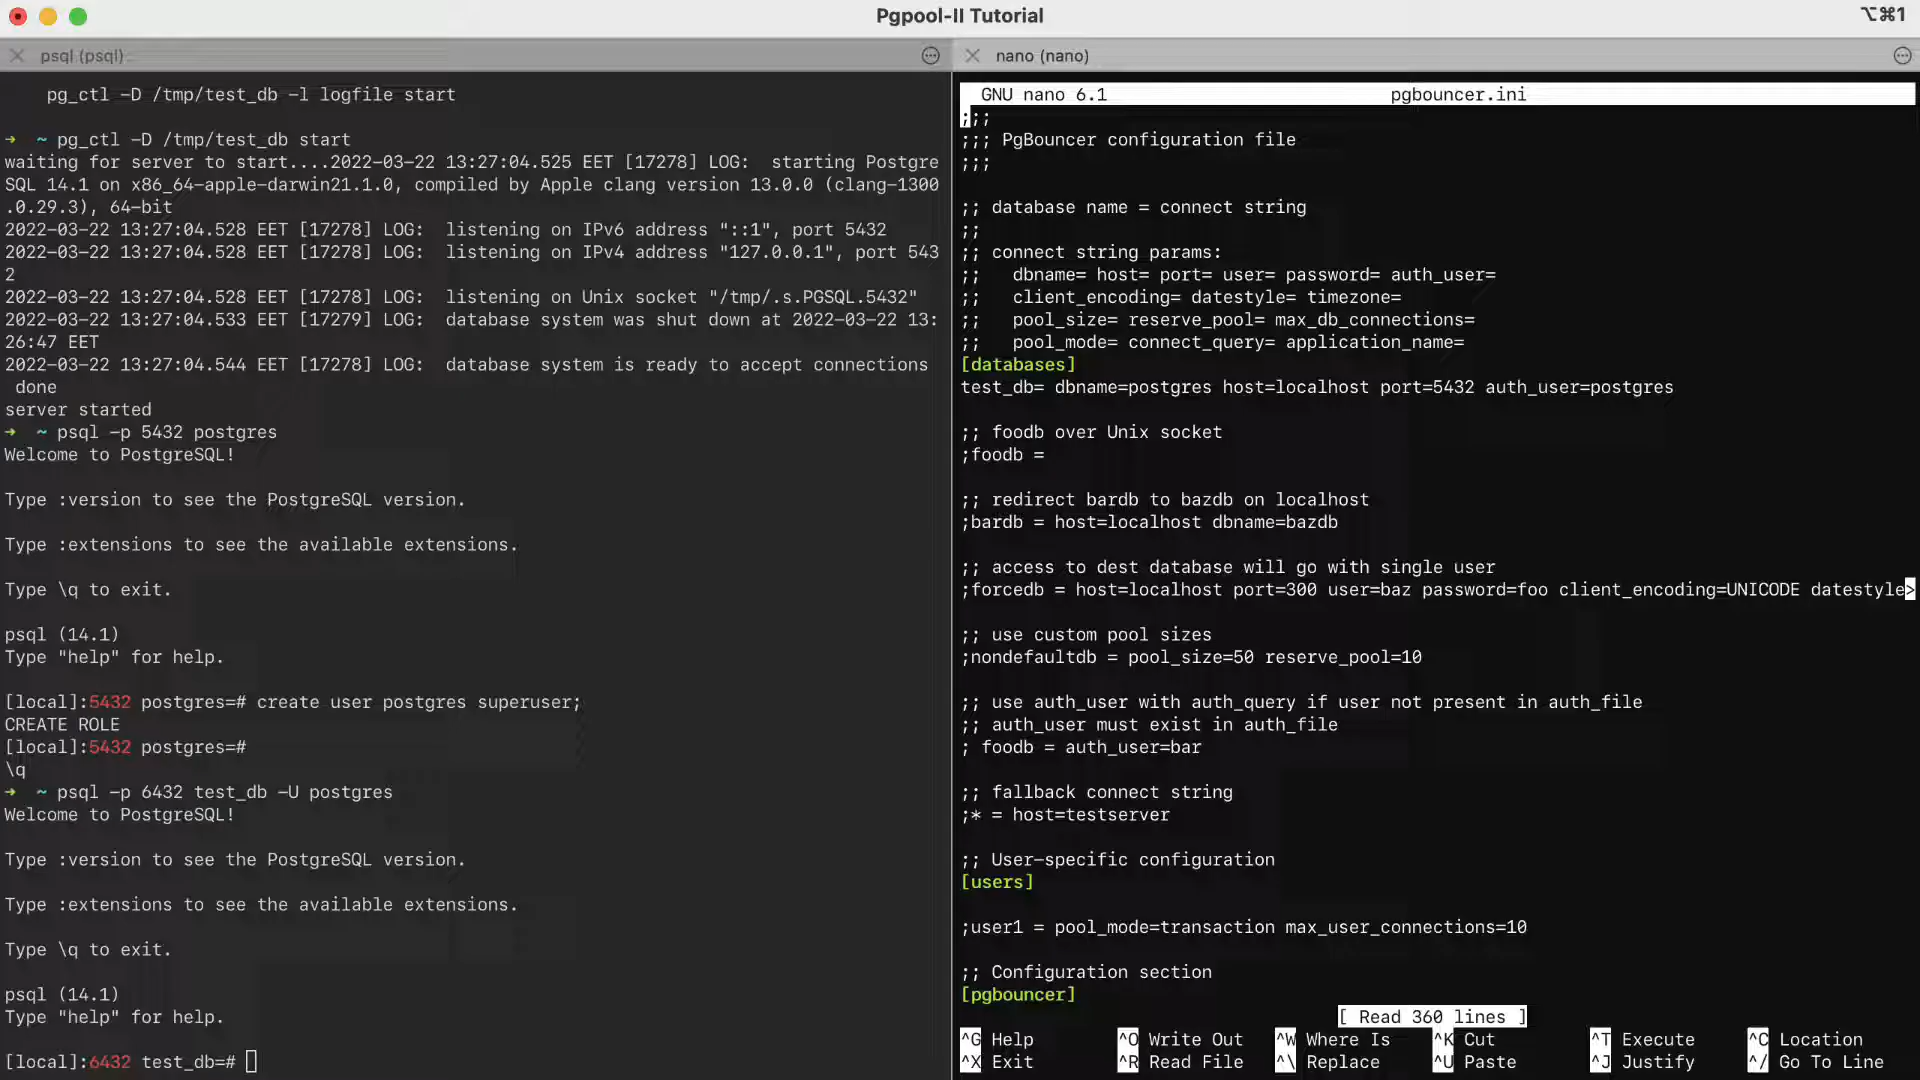 Pgpool-II Tutorial
⌥⌘1
psql (psql)
pg_ctl -D /tmp/test_db -l logfile start
➜ ~ pg_ctl -D /tmp/test_db start
waiting for server to start....2022-03-22 13:27:04.525 EET [17278] LOG:  starting Postgre
SQL 14.1 on x86_64-apple-darwin21.1.0, compiled by Apple clang version 13.0.0 (clang-1300
.0.29.3), 64-bit
2022-03-22 13:27:04.528 EET [17278] LOG:  listening on IPv6 address "::1", port 5432
2022-03-22 13:27:04.528 EET [17278] LOG:  listening on IPv4 address "127.0.0.1", port 543
2
2022-03-22 13:27:04.528 EET [17278] LOG:  listening on Unix socket "/tmp/.s.PGSQL.5432"
2022-03-22 13:27:04.533 EET [17279] LOG:  database system was shut down at 2022-03-22 13:
26:47 EET
2022-03-22 13:27:04.544 EET [17278] LOG:  database system is ready to accept connections
done
server started
➜ ~ psql -p 5432 postgres
Welcome to PostgreSQL!
Type :version to see the PostgreSQL version.
Type :extensions to see the available extensions.
Type \q to exit.
psql (14.1)
Type "help" for help.
[local]:5432 postgres=# create user postgres superuser;
CREATE ROLE
[local]:5432 postgres=#
\q
➜ ~ psql -p 6432 test_db -U postgres
Welcome to PostgreSQL!
Type :version to see the PostgreSQL version.
Type :extensions to see the available extensions.
Type \q to exit.
psql (14.1)
Type "help" for help.
[local]:6432 test_db=#
nano (nano)
GNU nano 6.1 pgbouncer.ini
;;;
;;; PgBouncer configuration file
;;;
;; database name = connect string
;;
;; connect string params:
;;   dbname= host= port= user= password= auth_user=
;;   client_encoding= datestyle= timezone=
;;   pool_size= reserve_pool= max_db_connections=
;;   pool_mode= connect_query= application_name=
[databases]
test_db= dbname=postgres host=localhost port=5432 auth_user=postgres
;; foodb over Unix socket
;foodb =
;; redirect bardb to bazdb on localhost
;bardb = host=localhost dbname=bazdb
;; access to dest database will go with single user
;forcedb = host=localhost port=300 user=baz password=foo client_encoding=UNICODE datestyle>
;; use custom pool sizes
;nondefaultdb = pool_size=50 reserve_pool=10
;; use auth_user with auth_query if user not present in auth_file
;; auth_user must exist in auth_file
; foodb = auth_user=bar
;; fallback connect string
;* = host=testserver
;; User-specific configuration
[users]
;user1 = pool_mode=transaction max_user_connections=10
;; Configuration section
[pgbouncer]
[ Read 360 lines ]
^G Help ^O Write Out ^W Where Is ^K Cut ^T Execute ^C Location
^X Exit ^R Read File ^\ Replace ^U Paste ^J Justify ^/ Go To Line